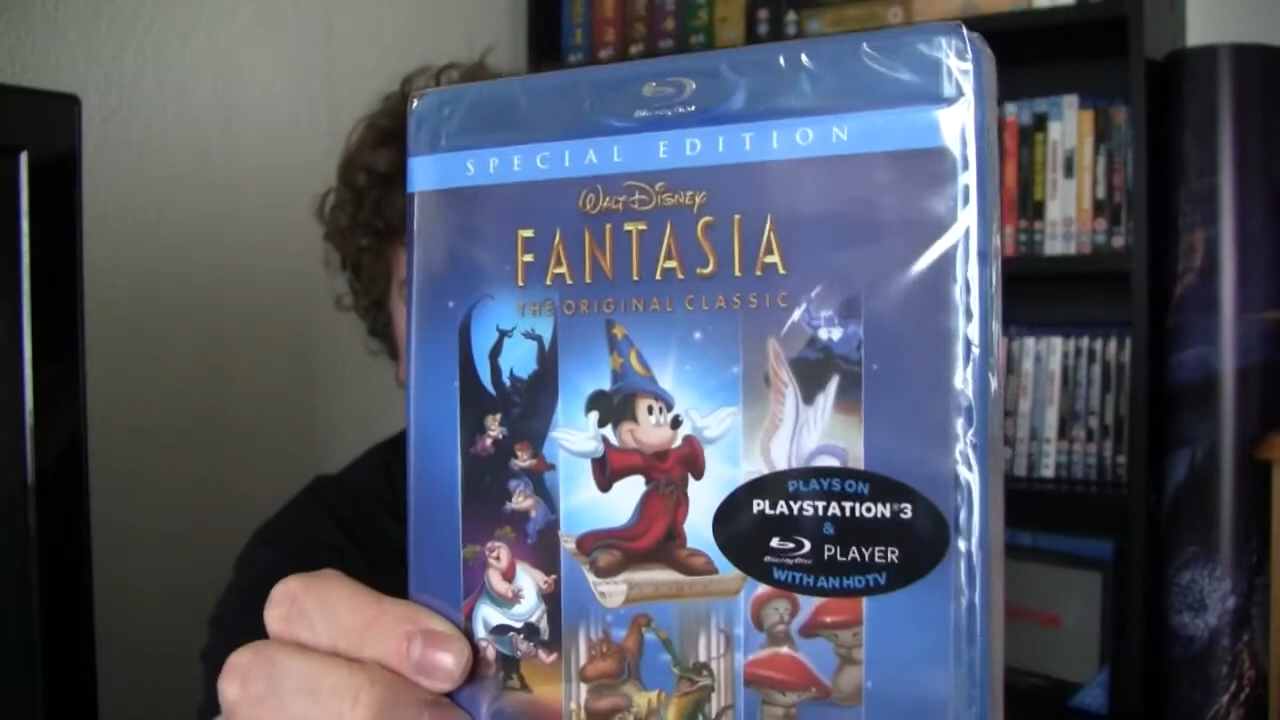 Blu-ray Disc
SPECIAL EDITION
WALT DISNEY
FANTASIA
THE ORIGINAL CLASSIC
PLAYS ON
PLAYSTATION®3
&
Blu-ray Disc PLAYER
WITH AN HDTV